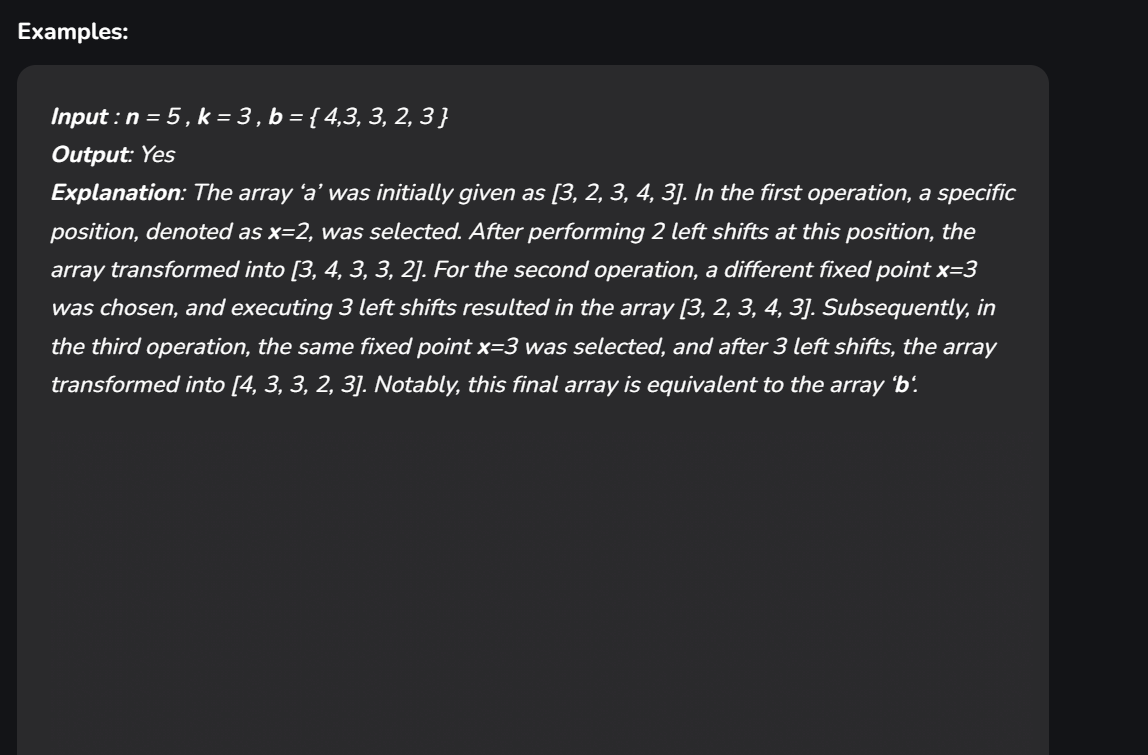 Examples:
Input : n = 5 , k = 3 , b = { 4,3, 3, 2, 3 }
Output: Yes
Explanation: The array ‘a’ was initially given as [3, 2, 3, 4, 3]. In the first operation, a specific
position, denoted as x=2, was selected. After performing 2 left shifts at this position, the
array transformed into [3, 4, 3, 3, 2]. For the second operation, a different fixed point x=3
was chosen, and executing 3 left shifts resulted in the array [3, 2, 3, 4, 3]. Subsequently, in
the third operation, the same fixed point x=3 was selected, and after 3 left shifts, the array
transformed into [4, 3, 3, 2, 3]. Notably, this final array is equivalent to the array ‘b‘.